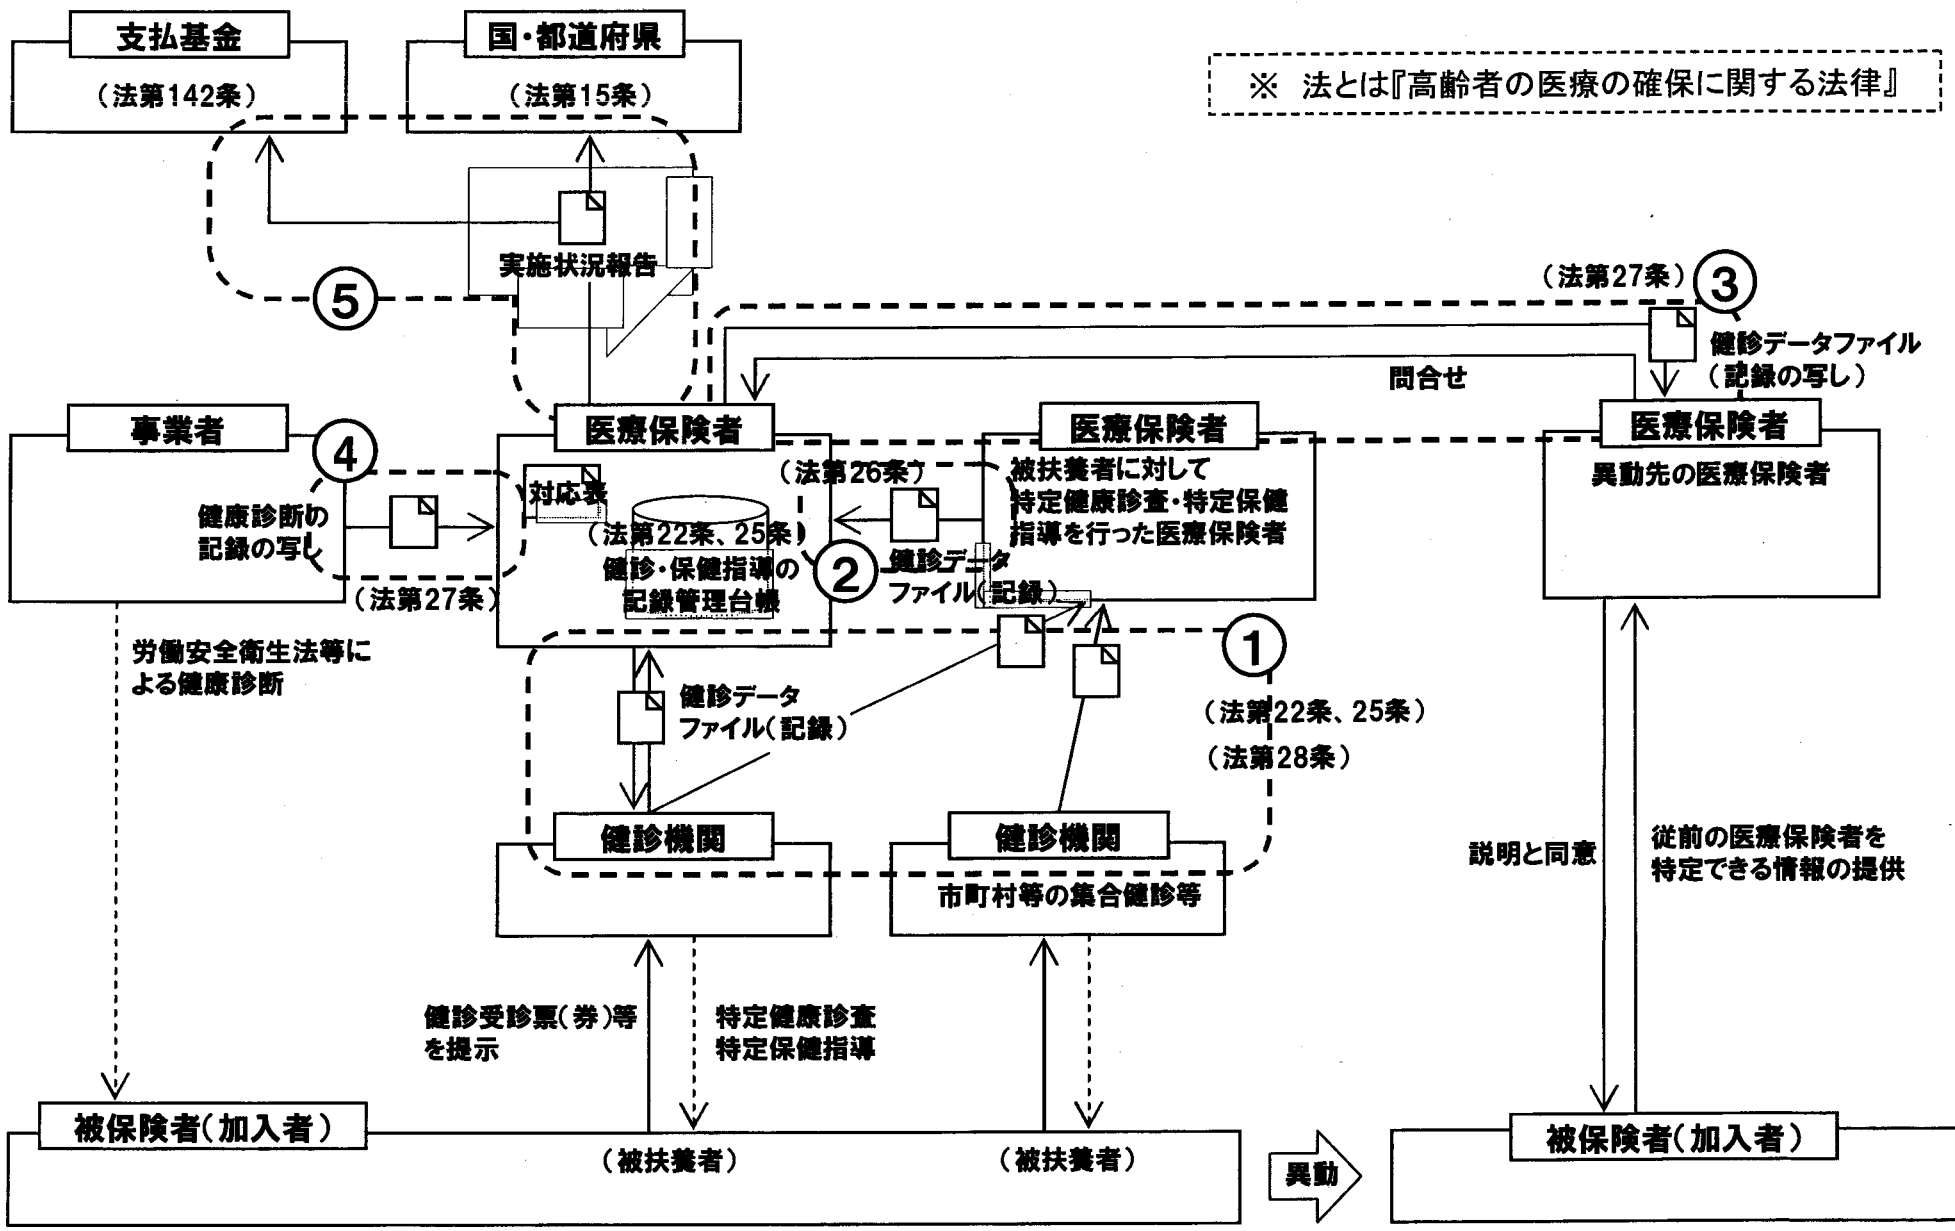 支払基金
(法第142条)
国・都道府県
(法第15条)
※ 法とは『高齢者の医療の確保に関する法律』
実施状況報告
⑤
(法第27条)
③
健診データファイル
(記録の写し)
問合せ
事業者
④
健康診断の
記録の写し
(法第27条)
医療保険者
対応表
(法第22条、25条)
健診・保健指導の
記録管理台帳
(法第26条)
②
健診データ
ファイル(記録)
医療保険者
被扶養者に対して
特定健康診査・特定保健
指導を行った医療保険者
医療保険者
異動先の医療保険者
労働安全衛生法等に
よる健康診断
健診データ
ファイル(記録)
①
(法第22条、25条)
(法第28条)
健診機関
健診機関
市町村等の集合健診等
説明と同意
従前の医療保険者を
特定できる情報の提供
健診受診票(券)等
を提示
特定健康診査
特定保健指導
被保険者(加入者)
(被扶養者)
(被扶養者)
異動
被保険者(加入者)